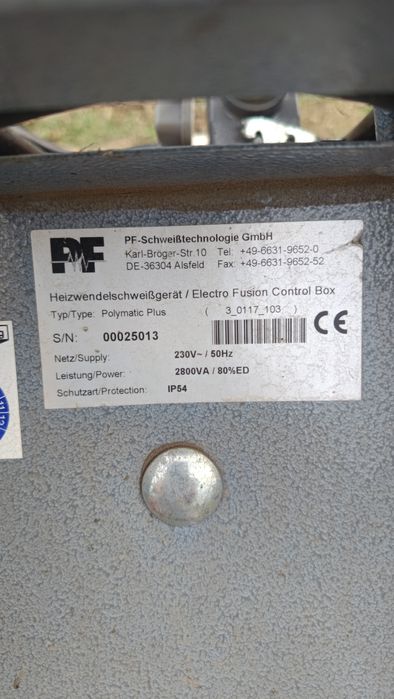 PF
PF-Schweißtechnologie GmbH
Karl-Bröger-Str.10 Tel: +49-6631-9652-0
DE-36304 Alsfeld Fax: +49-6631-9652-52
Heizwendelschweißgerät / Electro Fusion Control Box
Typ/Type: Polymatic Plus ( 3_0117_103 )
S/N: 00025013
CE
Netz/Supply: 230V~ / 50Hz
Leistung/Power: 2800VA / 80%ED
Schutzart/Protection: IP54